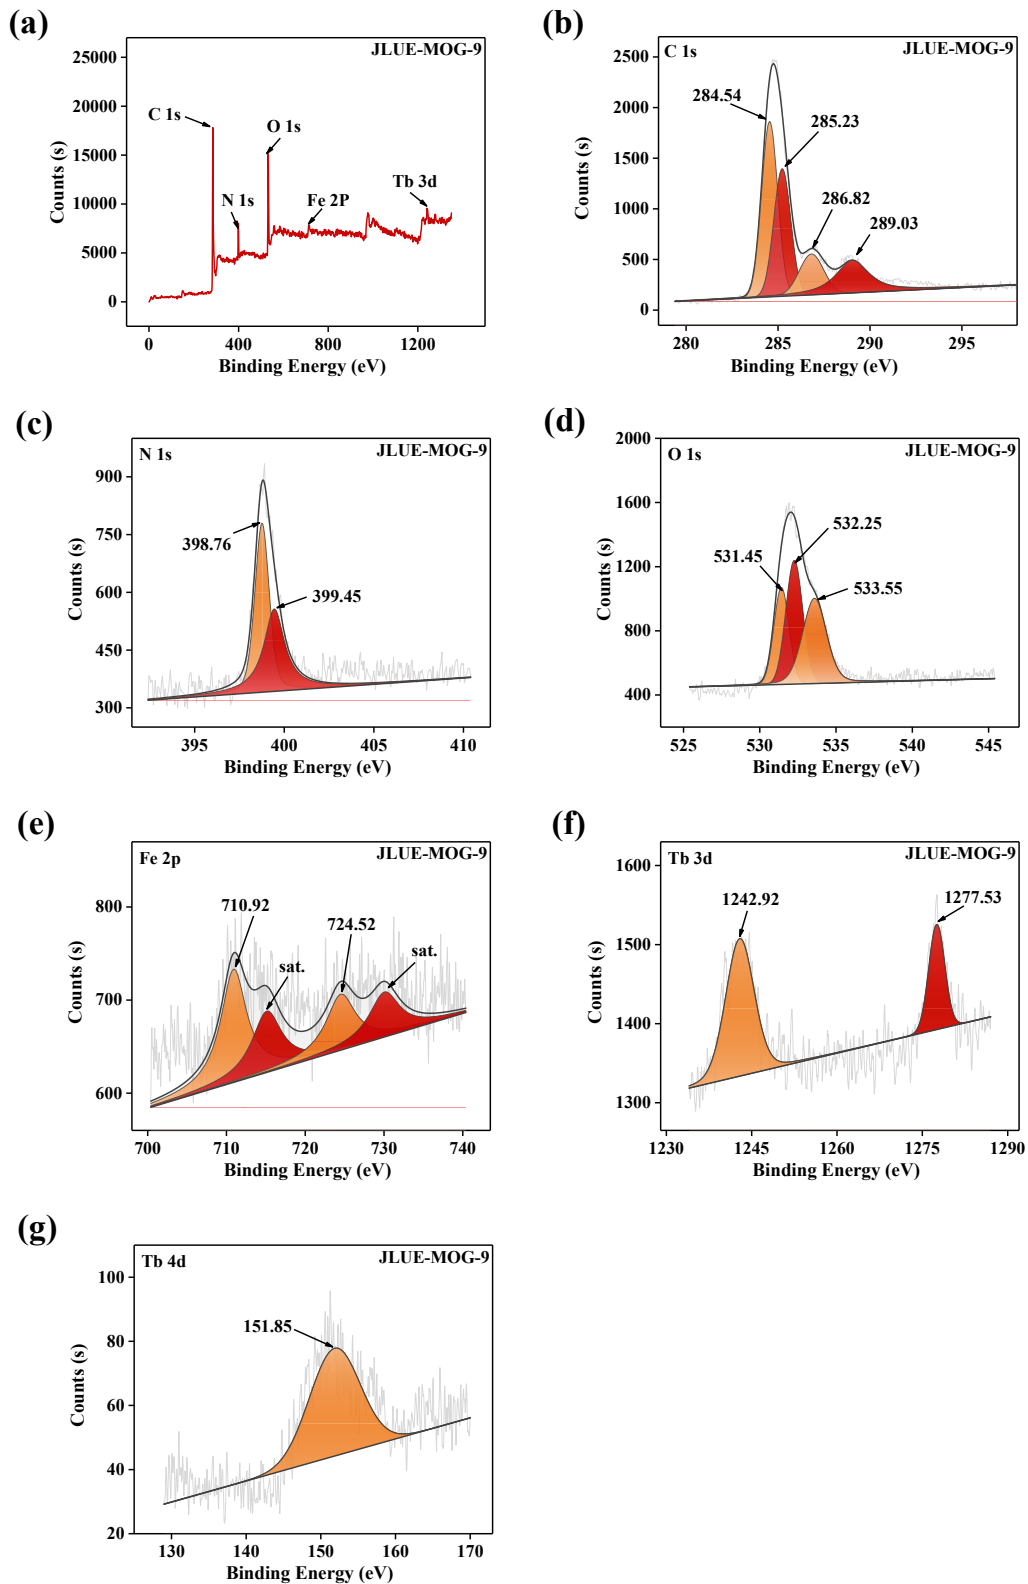 (a)
JLUE-MOG-9
25000
20000
15000
10000
5000
0
C 1s
O 1s
N 1s
Fe 2P
Tb 3d
Counts (s)
0 400 800 1200
Binding Energy (eV)
(b)
C 1s JLUE-MOG-9
2500
2000
1500
1000
500
0
284.54
285.23
286.82
289.03
Counts (s)
280 285 290 295
Binding Energy (eV)
(c)
N 1s JLUE-MOG-9
900
750
600
450
300
398.76
399.45
Counts (s)
395 400 405 410
Binding Energy (eV)
(d)
O 1s JLUE-MOG-9
2000
1600
1200
800
400
531.45
532.25
533.55
Counts (s)
525 530 535 540 545
Binding Energy (eV)
(e)
Fe 2p JLUE-MOG-9
800
700
600
710.92
sat.
724.52
sat.
Counts (s)
700 710 720 730 740
Binding Energy (eV)
(f)
Tb 3d JLUE-MOG-9
1600
1500
1400
1300
1242.92
1277.53
Counts (s)
1230 1245 1260 1275 1290
Binding Energy (eV)
(g)
Tb 4d JLUE-MOG-9
100
80
60
40
20
151.85
Counts (s)
130 140 150 160 170
Binding Energy (eV)